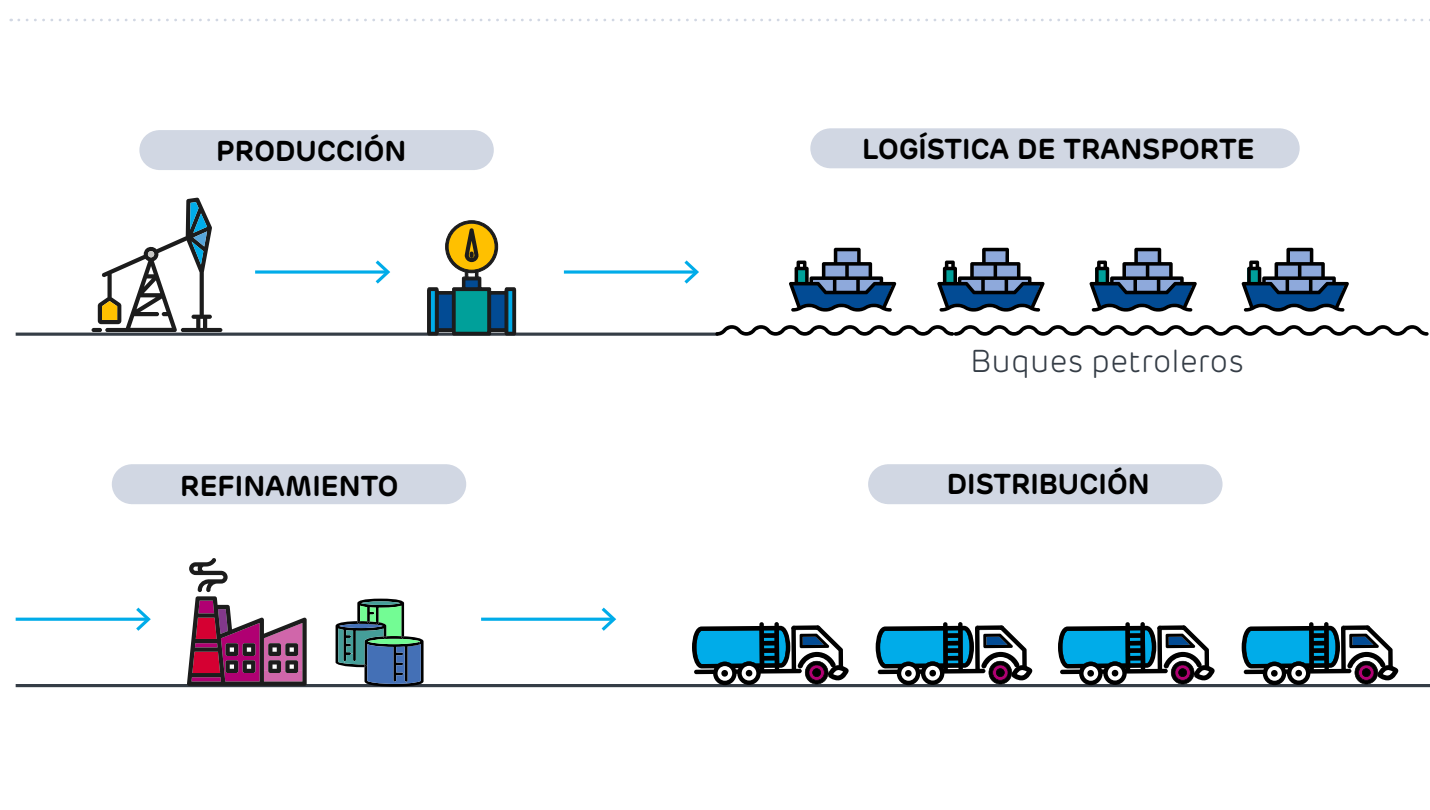 PRODUCCIÓN
LOGÍSTICA DE TRANSPORTE
Buques petroleros
REFINAMIENTO
DISTRIBUCIÓN